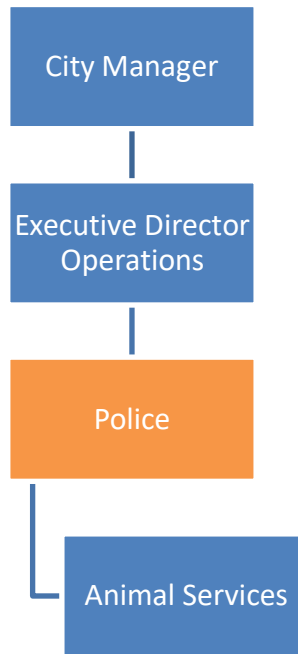 City Manager
Executive Director
Operations
Police
Animal Services